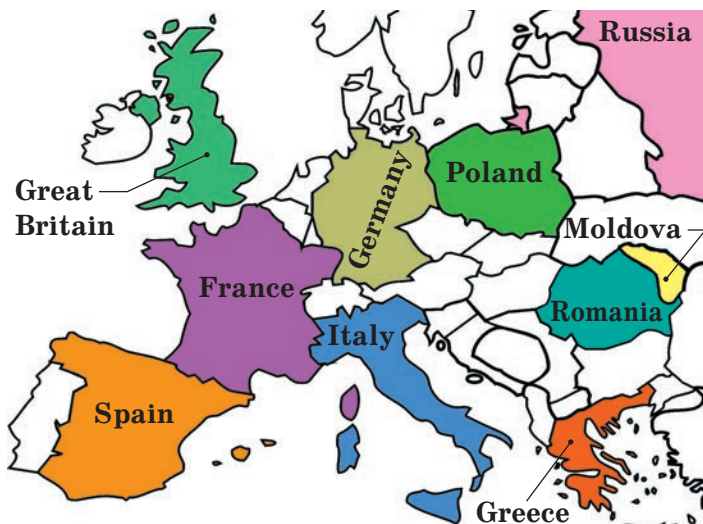 Russia
Great
Britain
Germany
Poland
Moldova
France
Italy
Romania
Spain
Greece